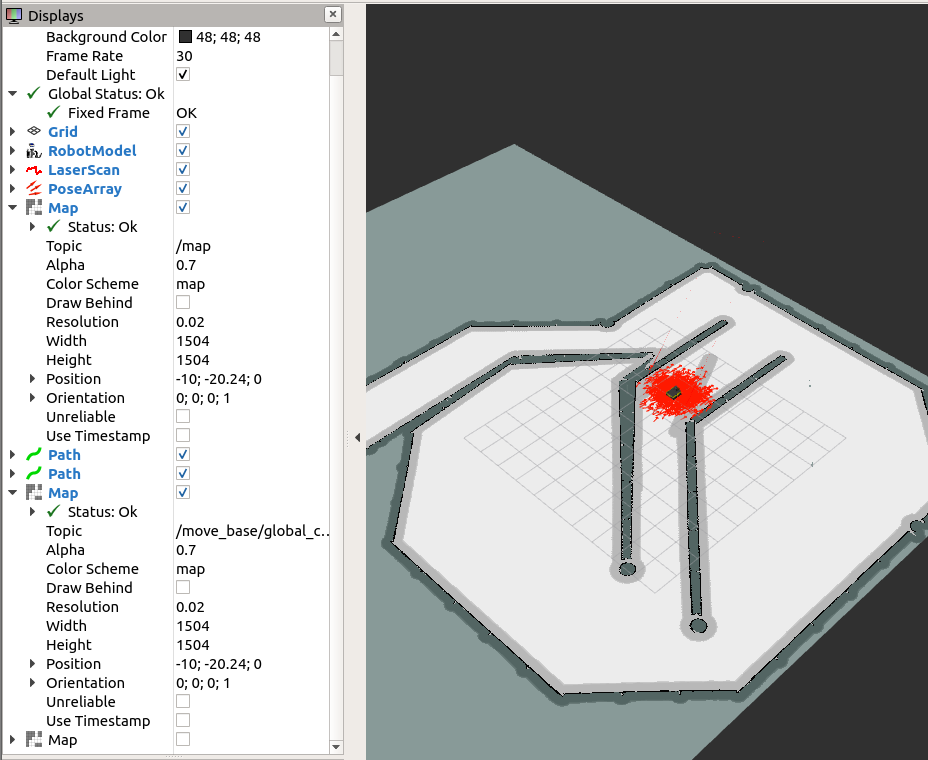 Displays
Background Color 48; 48; 48
Frame Rate 30
Default Light
Global Status: Ok
Fixed Frame OK
Grid
RobotModel
LaserScan
PoseArray
Map
Status: Ok
Topic /map
Alpha 0.7
Color Scheme map
Draw Behind
Resolution 0.02
Width 1504
Height 1504
Position -10; -20.24; 0
Orientation 0; 0; 0; 1
Unreliable
Use Timestamp
Path
Path
Map
Status: Ok
Topic /move_base/global_c..
Alpha 0.7
Color Scheme map
Draw Behind
Resolution 0.02
Width 1504
Height 1504
Position -10; -20.24; 0
Orientation 0; 0; 0; 1
Unreliable
Use Timestamp
Map